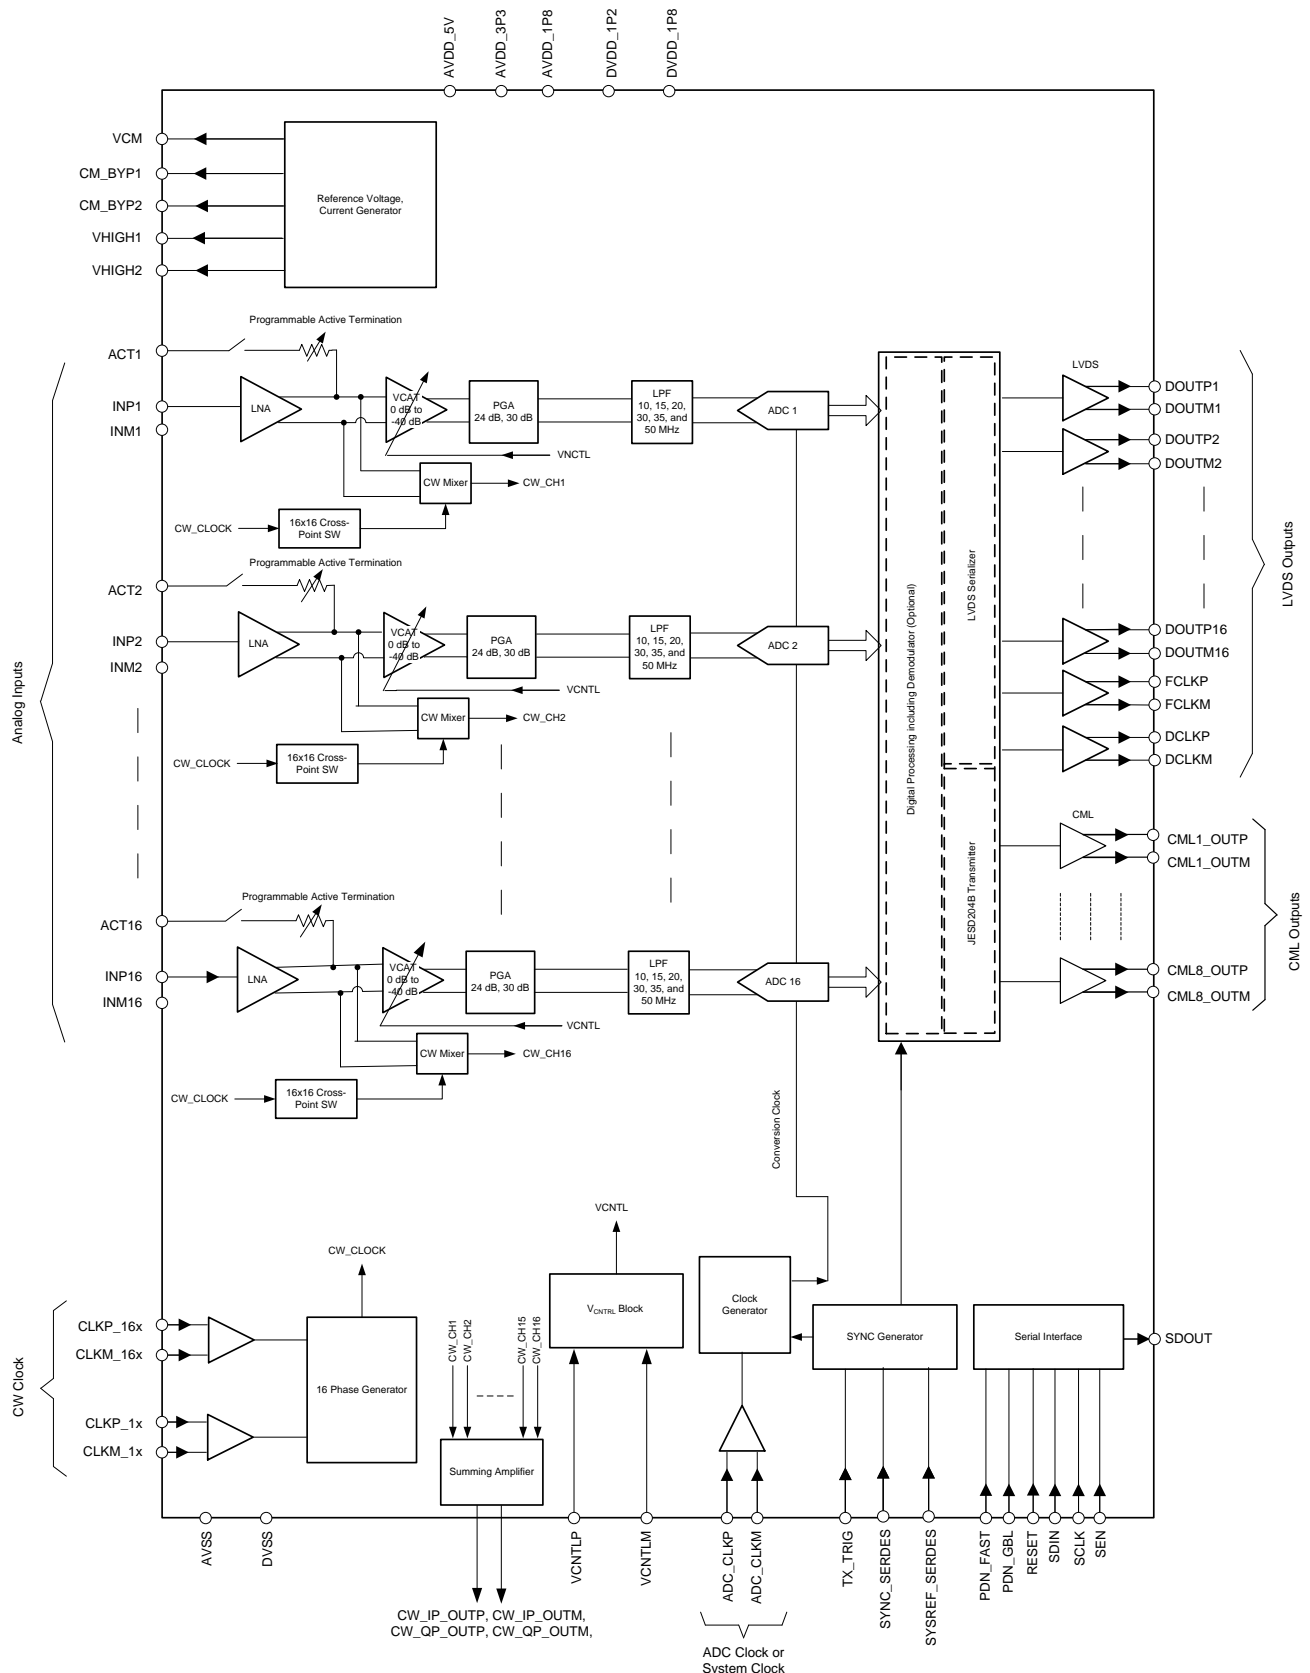 AVDD_5V
AVDD_3P3
AVDD_1P8
DVDD_1P2
DVDD_1P8
VCM
CM_BYP1
CM_BYP2
VHIGH1
VHIGH2
Reference Voltage,
Current Generator
Programmable Active Termination
ACT1
INP1
INM1
LNA
VCAT
0 dB to
-40 dB
PGA
24 dB, 30 dB
LPF
10, 15, 20,
30, 35, and
50 MHz
ADC 1
VNCTL
CW Mixer
CW_CH1
CW_CLOCK
16x16 Cross-
Point SW
Programmable Active Termination
ACT2
INP2
INM2
LNA
VCAT
0 dB to
-40 dB
PGA
24 dB, 30 dB
LPF
10, 15, 20,
30, 35, and
50 MHz
ADC 2
VCNTL
CW Mixer
CW_CH2
CW_CLOCK
16x16 Cross-
Point SW
Analog Inputs
Programmable Active Termination
ACT16
INP16
INM16
LNA
VCAT
0 dB to
-40 dB
PGA
24 dB, 30 dB
LPF
10, 15, 20,
30, 35, and
50 MHz
ADC 16
VCNTL
CW Mixer
CW_CH16
CW_CLOCK
16x16 Cross-
Point SW
Conversion Clock
Digital Processing including Demodulator (Optional)
LVDS Serializer
JESD204B Transmitter
LVDS
DOUTP1
DOUTM1
DOUTP2
DOUTM2
DOUTP16
DOUTM16
FCLKP
FCLKM
DCLKP
DCLKM
LVDS Outputs
CML
CML1_OUTP
CML1_OUTM
CML8_OUTP
CML8_OUTM
CML Outputs
CW Clock
CLKP_16x
CLKM_16x
CLKP_1x
CLKM_1x
CW_CLOCK
16 Phase Generator
CW_CH1
CW_CH2
CW_CH15
CW_CH16
Summing Amplifier
VCNTL
VCNTRL Block
Clock
Generator
SYNC Generator
Serial Interface
SDOUT
AVSS
DVSS
CW_IP_OUTP, CW_IP_OUTM,
CW_QP_OUTP, CW_QP_OUTM,
VCNTLP
VCNTLM
ADC_CLKP
ADC_CLKM
ADC Clock or
System Clock
TX_TRIG
SYNC_SERDES
SYSREF_SERDES
PDN_FAST
PDN_GBL
RESET
SDIN
SCLK
SEN